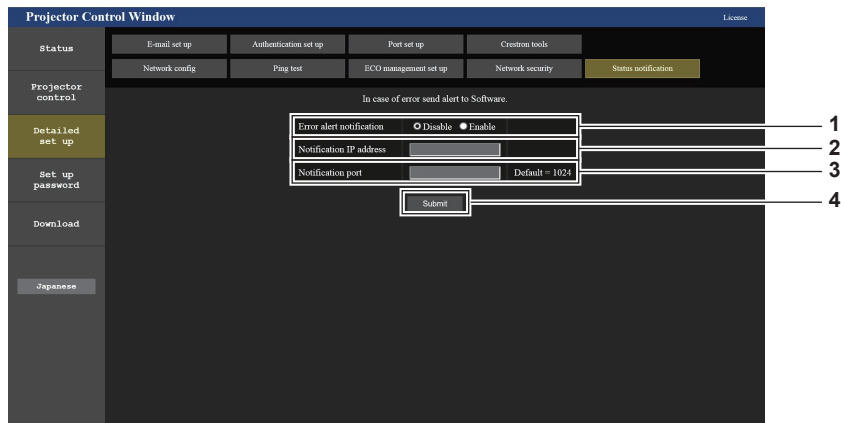 Projector Control Window
License
Status
Projector
control
Detailed
set up
Set up
password
Download
Japanese
E-mail set up
Authentication set up
Port set up
Crestron tools
Network config
Ping test
ECO management set up
Network security
Status notification
In case of error send alert to Software.
Error alert notification Disable Enable
1
Notification IP address
2
Notification port Default = 1024
3
Submit
4